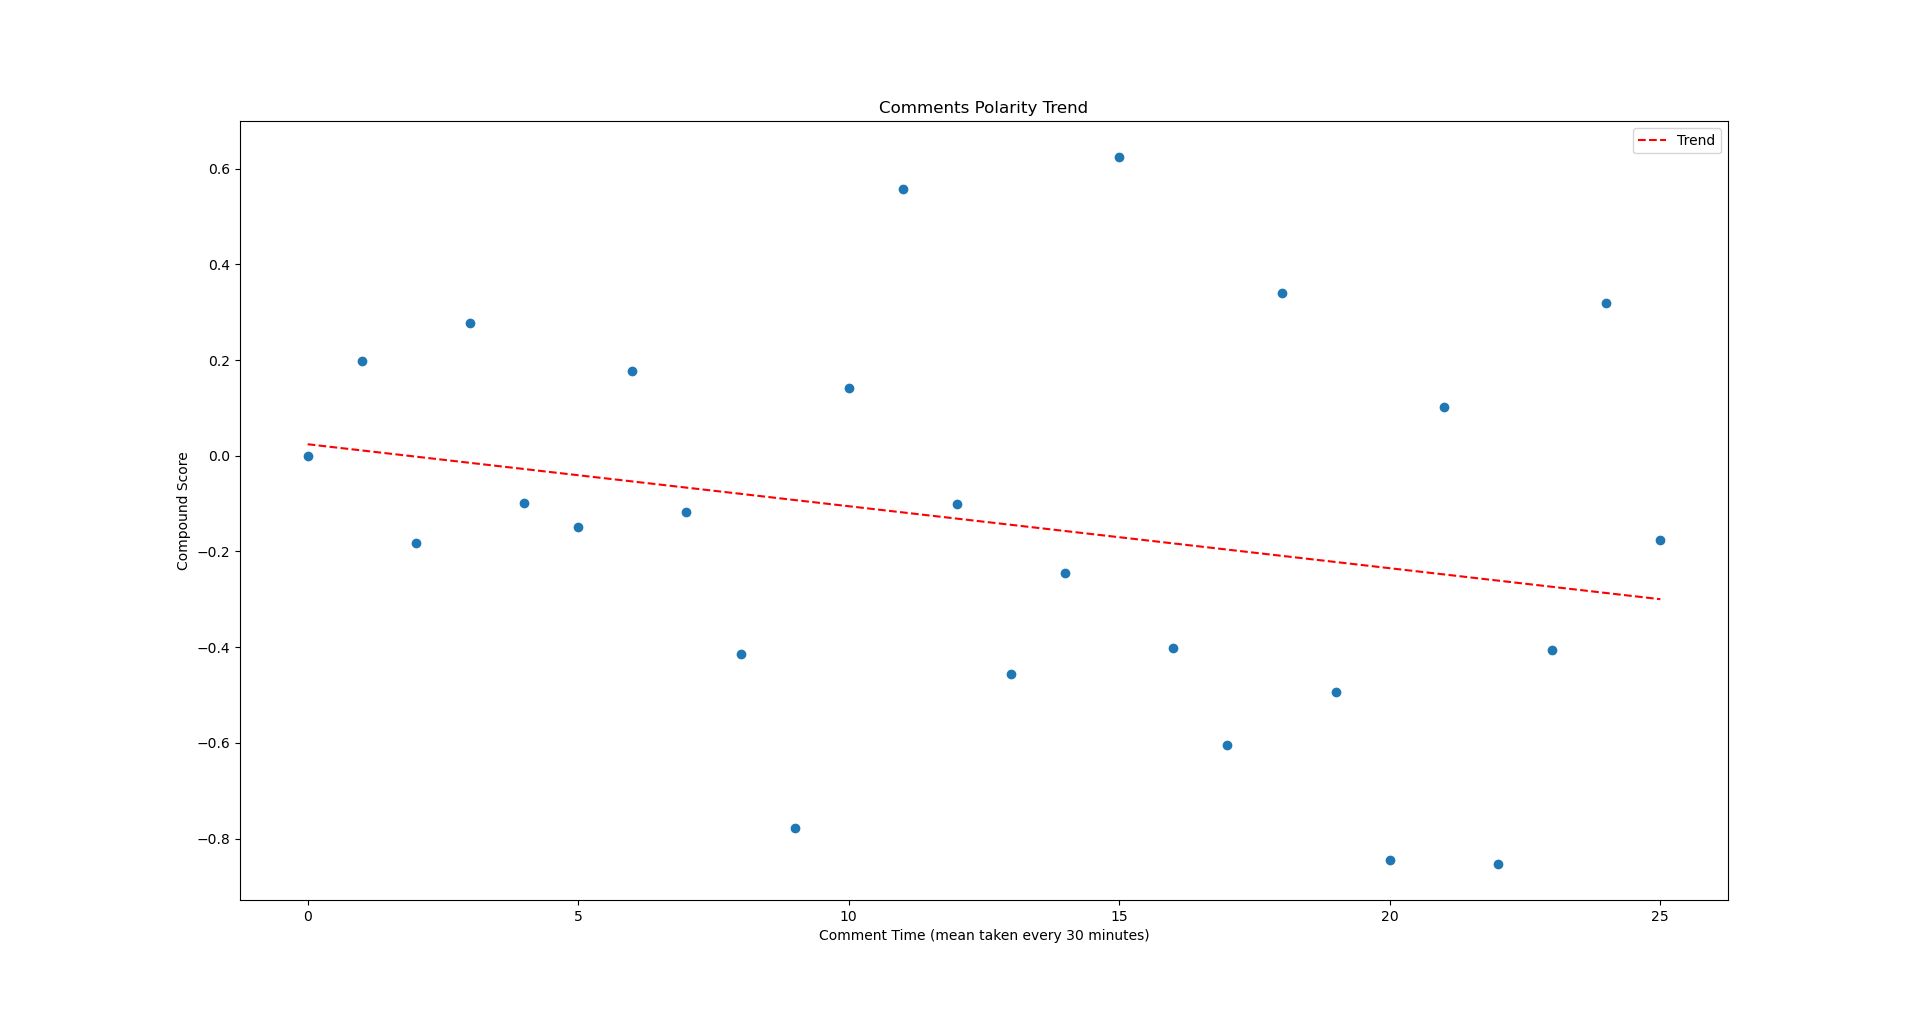 Comments Polarity Trend
Trend
0.6
0.4
0.2
0.0
−0.2
−0.4
−0.6
−0.8
Compound Score
0 5 10 15 20 25
Comment Time (mean taken every 30 minutes)